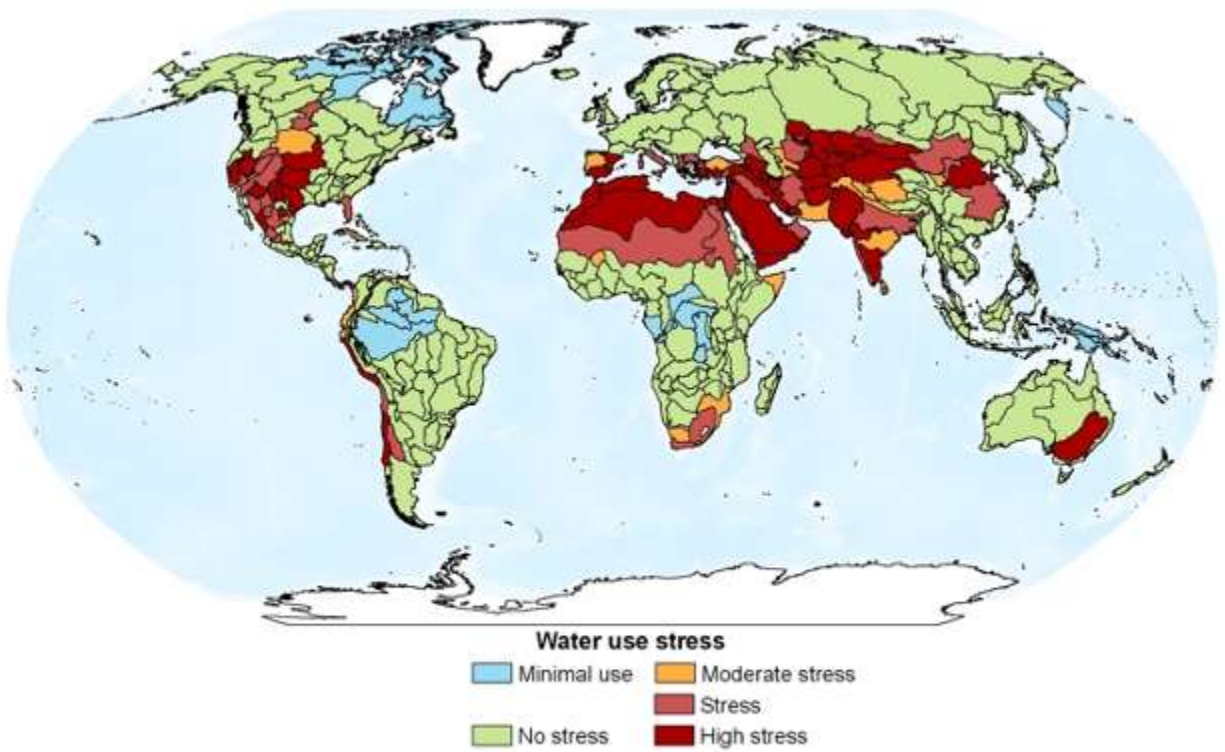 Water use stress
Minimal use
Moderate stress
Stress
No stress
High stress